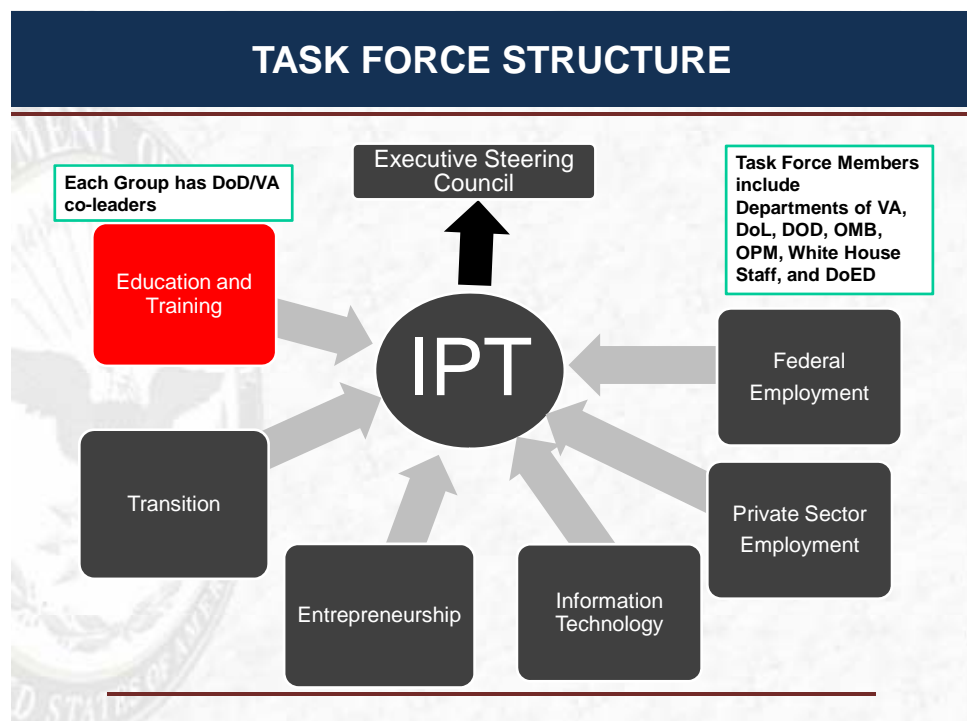 TASK FORCE STRUCTURE
Executive Steering
Council
Each Group has DoD/VA
co-leaders
Task Force Members
include
Departments of VA,
DoL, DOD, OMB,
OPM, White House
Staff, and DoED
Education and
Training
IPT
Federal
Employment
Transition
Private Sector
Employment
Entrepreneurship
Information
Technology